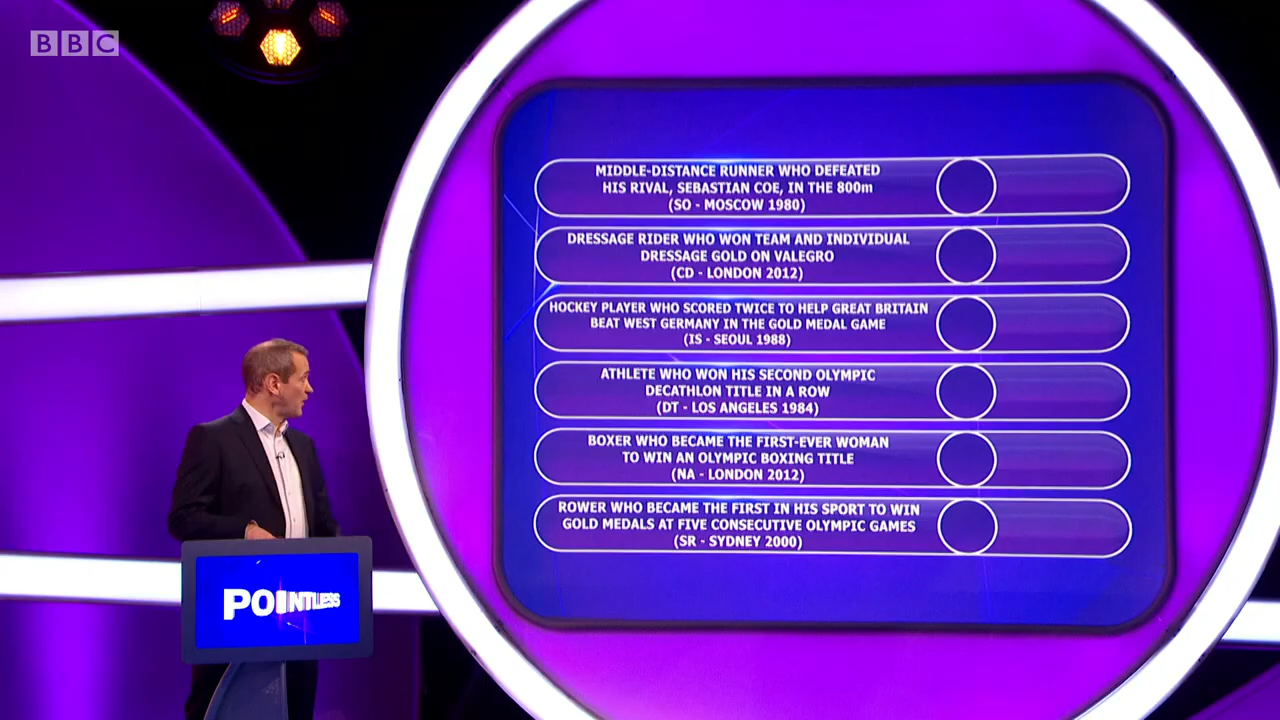 BBC
MIDDLE-DISTANCE RUNNER WHO DEFEATED
HIS RIVAL, SEBASTIAN COE, IN THE 800m
(SO - MOSCOW 1980)
DRESSAGE RIDER WHO WON TEAM AND INDIVIDUAL
DRESSAGE GOLD ON VALEGRO
(CD - LONDON 2012)
HOCKEY PLAYER WHO SCORED TWICE TO HELP GREAT BRITAIN
BEAT WEST GERMANY IN THE GOLD MEDAL GAME
(IS - SEOUL 1988)
ATHLETE WHO WON HIS SECOND OLYMPIC
DECATHLON TITLE IN A ROW
(DT - LOS ANGELES 1984)
BOXER WHO BECAME THE FIRST-EVER WOMAN
TO WIN AN OLYMPIC BOXING TITLE
(NA - LONDON 2012)
ROWER WHO BECAME THE FIRST IN HIS SPORT TO WIN
GOLD MEDALS AT FIVE CONSECUTIVE OLYMPIC GAMES
(SR - SYDNEY 2000)
POINTLESS